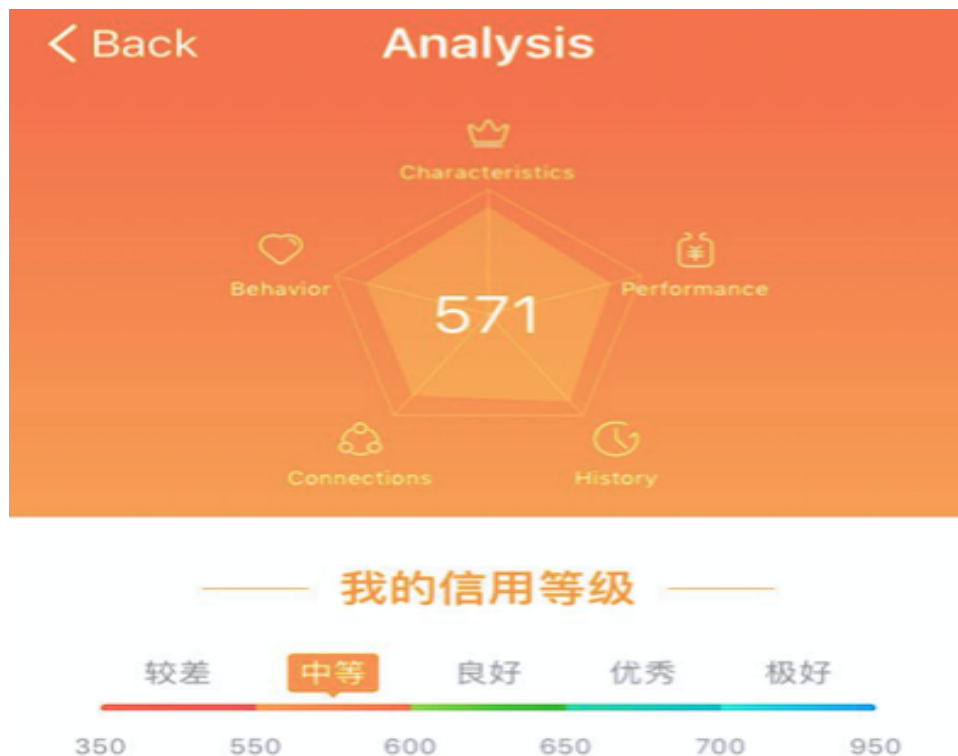 Back Analysis
Characteristics
Behavior
Performance
571
Connections
History
我的信用等级
较差 中等 良好 优秀 极好
350 550 600 650 700 950